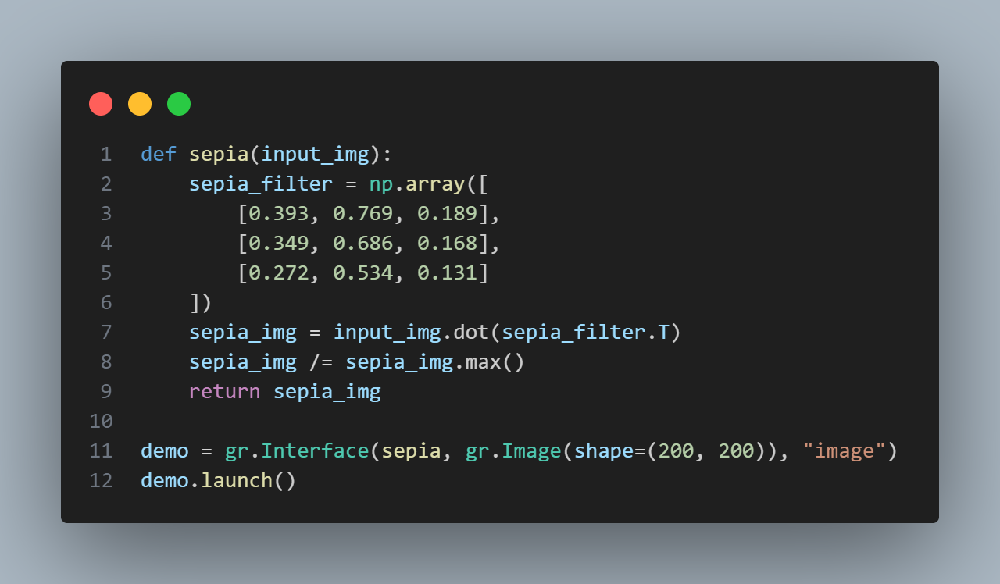 1 def sepia(input_img):
2     sepia_filter = np.array([
3         [0.393, 0.769, 0.189],
4         [0.349, 0.686, 0.168],
5         [0.272, 0.534, 0.131]
6     ])
7     sepia_img = input_img.dot(sepia_filter.T)
8     sepia_img /= sepia_img.max()
9     return sepia_img
10
11 demo = gr.Interface(sepia, gr.Image(shape=(200, 200)), "image")
12 demo.launch()